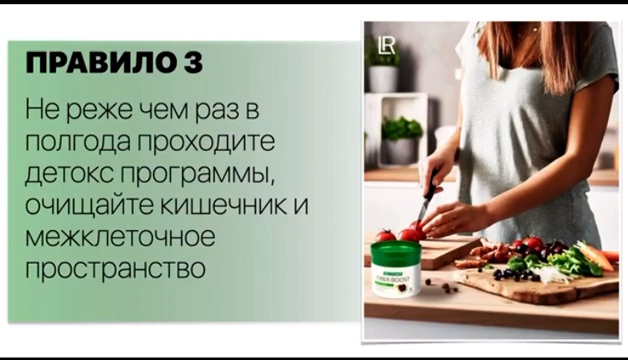 ПРАВИЛО 3
Не реже чем раз в
полгода проходите
детокс программы,
очищайте кишечник и
межклеточное
пространство
LR
FIBER BOOST